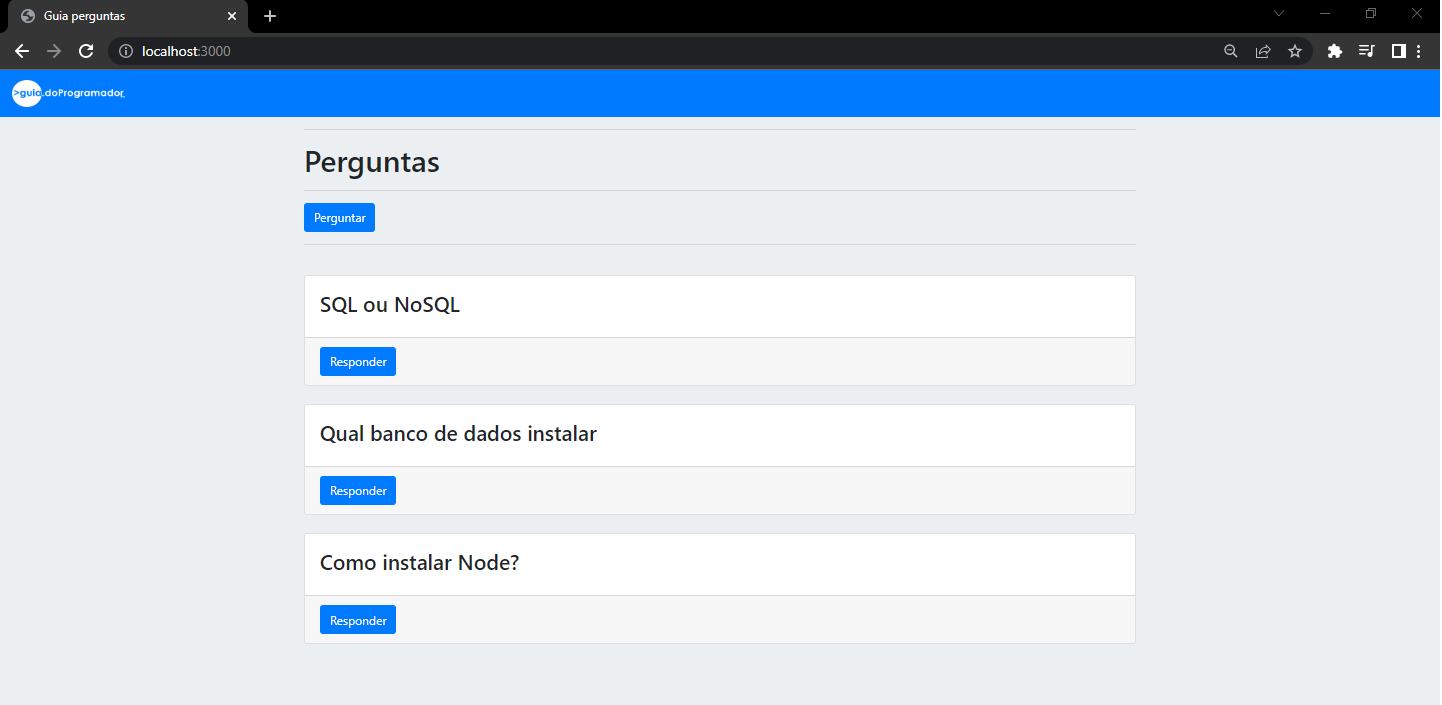 Guia perguntas
localhost:3000
>guia.doProgramador_
Perguntas
Perguntar
SQL ou NoSQL
Responder
Qual banco de dados instalar
Responder
Como instalar Node?
Responder